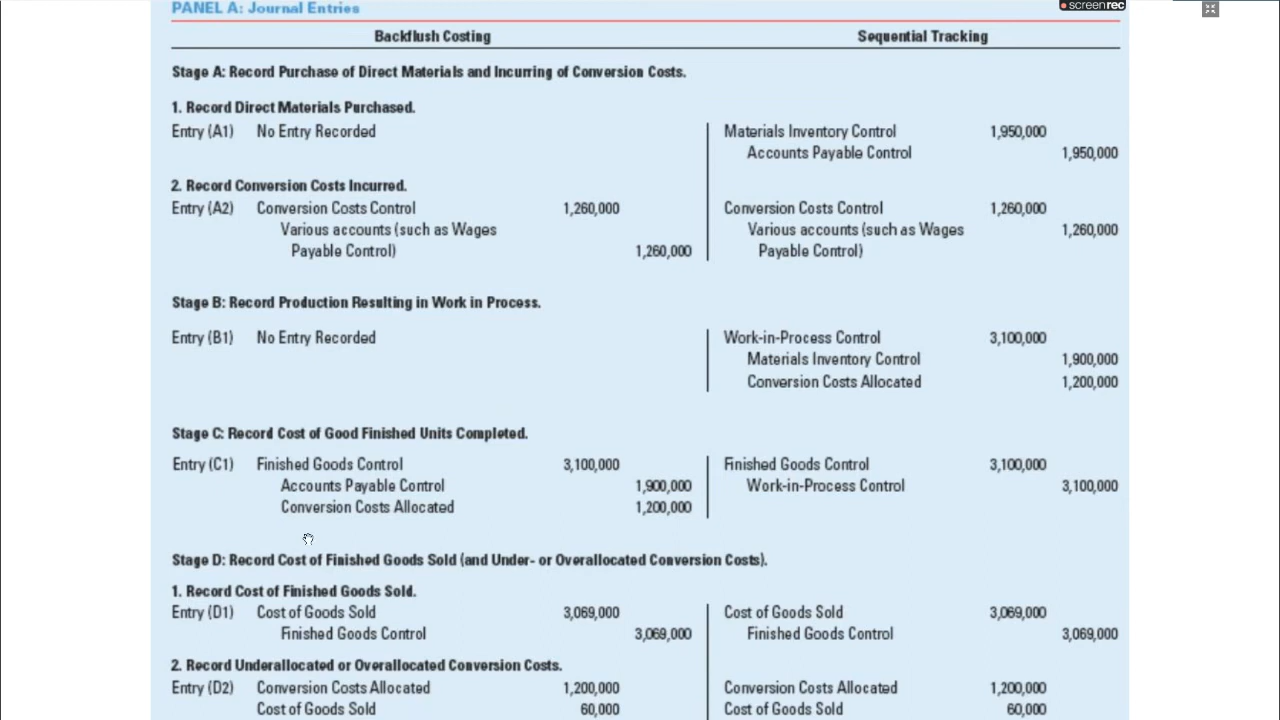 PANEL A: Journal Entries
screenrec
Backflush Costing Sequential Tracking
Stage A: Record Purchase of Direct Materials and Incurring of Conversion Costs.
1. Record Direct Materials Purchased.
Entry (A1) No Entry Recorded Materials Inventory Control 1,950,000
Accounts Payable Control 1,950,000
2. Record Conversion Costs Incurred.
Entry (A2) Conversion Costs Control 1,260,000 Conversion Costs Control 1,260,000
Various accounts (such as Wages Various accounts (such as Wages 1,260,000
Payable Control) 1,260,000 Payable Control)
Stage B: Record Production Resulting in Work in Process.
Entry (B1) No Entry Recorded Work-in-Process Control 3,100,000
Materials Inventory Control 1,900,000
Conversion Costs Allocated 1,200,000
Stage C: Record Cost of Good Finished Units Completed.
Entry (C1) Finished Goods Control 3,100,000 Finished Goods Control 3,100,000
Accounts Payable Control 1,900,000 Work-in-Process Control 3,100,000
Conversion Costs Allocated 1,200,000
Stage D: Record Cost of Finished Goods Sold (and Under- or Overallocated Conversion Costs).
1. Record Cost of Finished Goods Sold.
Entry (D1) Cost of Goods Sold 3,069,000 Cost of Goods Sold 3,069,000
Finished Goods Control 3,069,000 Finished Goods Control 3,069,000
2. Record Underallocated or Overallocated Conversion Costs.
Entry (D2) Conversion Costs Allocated 1,200,000 Conversion Costs Allocated 1,200,000
Cost of Goods Sold 60,000 Cost of Goods Sold 60,000